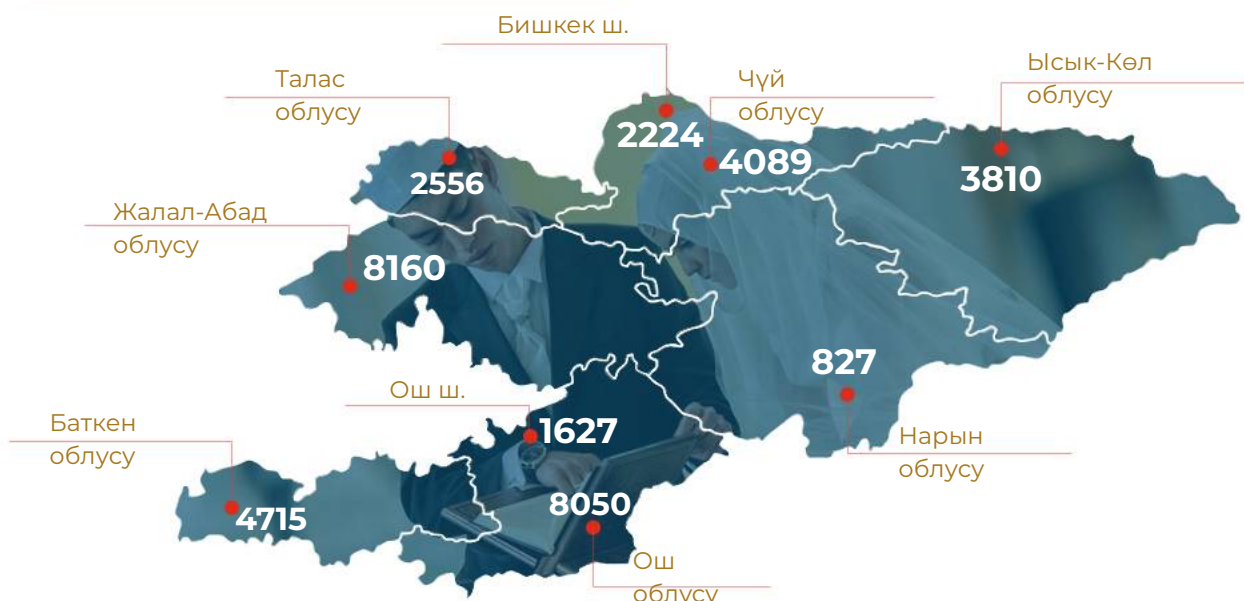 Бишкек ш.
Талас
облусу
Чүй
облусу
Ысык-Көл
облусу
2224
4089
2556
3810
Жалал-Абад
облусу
8160
827
Ош ш.
1627
Баткен
облусу
Нарын
облусу
8050
4715
Ош
облусу